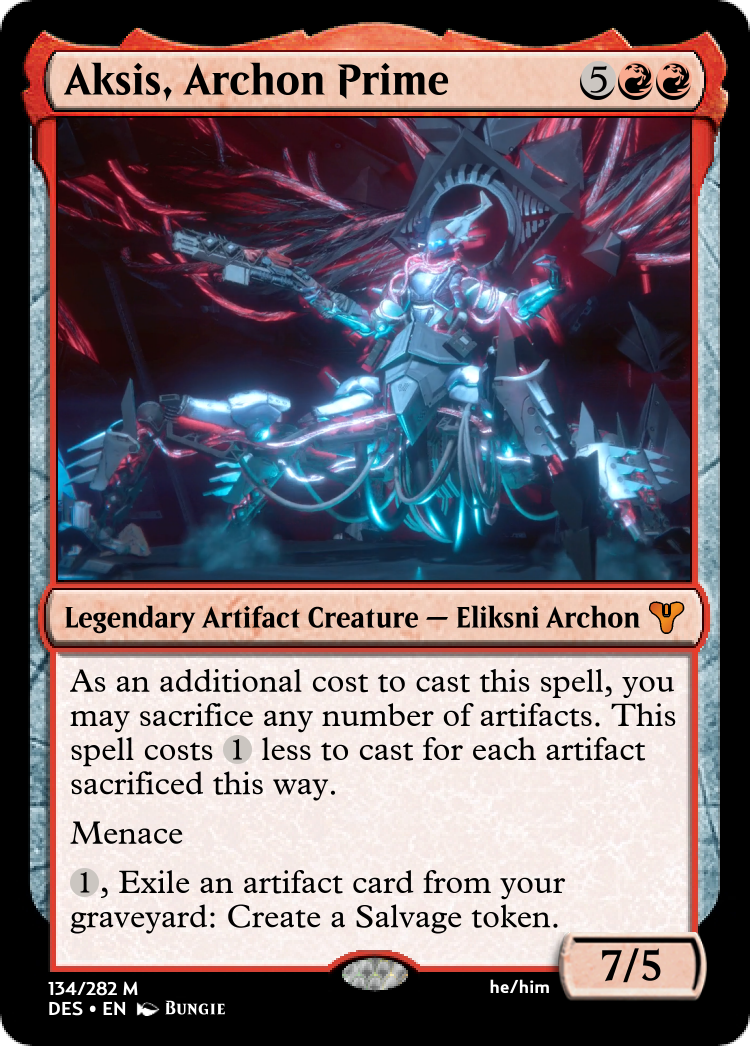 Aksis, Archon Prime 5
Legendary Artifact Creature — Eliksni Archon
As an additional cost to cast this spell, you
may sacrifice any number of artifacts. This
spell costs 1 less to cast for each artifact
sacrificed this way.
Menace
1, Exile an artifact card from your
graveyard: Create a Salvage token.
7/5
134/282 M
he/him
DES • EN Bungie